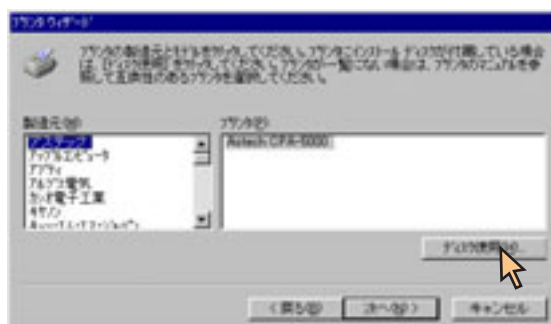 プリンタ ウィザード
プリンタの製造元とモデルをクリックしてください。プリンタにインストール ディスクが付属している場合
は、[ディスク使用] をクリックしてください。プリンタが一覧にない場合は、プリンタのマニュアルを参
照して互換性のあるプリンタを選択してください。
製造元(M)
プリンタ(P)
アステック
アップルコンピュータ
アプティ
アルプス電気
カシオ電子工業
キヤノン
Astech CPA-5000
ディスク使用(H)...
< 戻る(B)
次へ(N) >
キャンセル